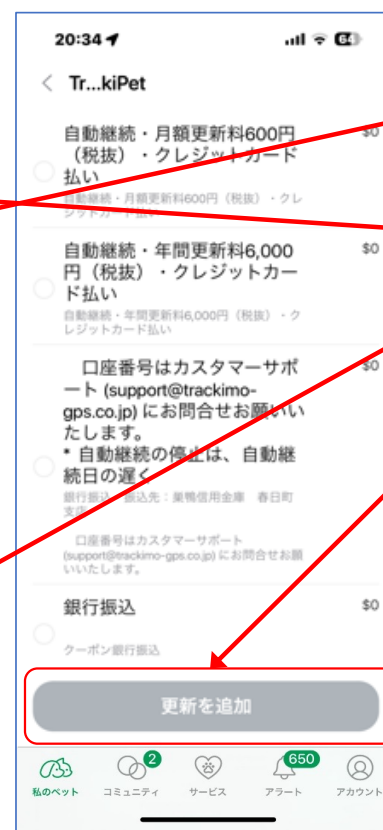 20:34
64
Tr...kiPet
自動継続・月額更新料600円
（税抜）・クレジットカード
払い
$0
自動継続・月額更新料600円（税抜）・クレ
ジットカード払い
自動継続・年間更新料6,000
円（税抜）・クレジットカー
ド払い
$0
自動継続・年間更新料6,000円（税抜）・ク
レジットカード払い
口座番号はカスタマーサポ
ート (support@trackimo-
gps.co.jp) にお問合せお願いい
たします。
* 自動継続の停止は、自動継
続日の遅く
$0
銀行振込 振込先：巣鴨信用金庫 春日町
支店
口座番号はカスタマーサポート
(support@trackimo-gps.co.jp) にお問合せお願
いいたします。
銀行振込
$0
クーポン銀行振込
更新を追加
2
650
私のペット
コミュニティ
サービス
アラート
アカウント